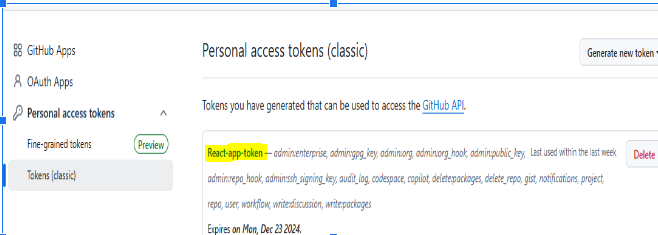 GitHub Apps
OAuth Apps
Personal access tokens
Fine-grained tokens Preview
Tokens (classic)
Personal access tokens (classic)
Generate new token
Tokens you have generated that can be used to access the GitHub API.
React-app-token — admin:enterprise, admin:gpg_key, admin:org, admin:org_hook, admin:public_key, Last used within the last week Delete
admin:repo_hook, admin:ssh_signing_key, audit_log, codespace, copilot, delete:packages, delete_repo, gist, notifications, project,
repo, user, workflow, write:discussion, write:packages
Expires on Mon, Dec 23 2024.